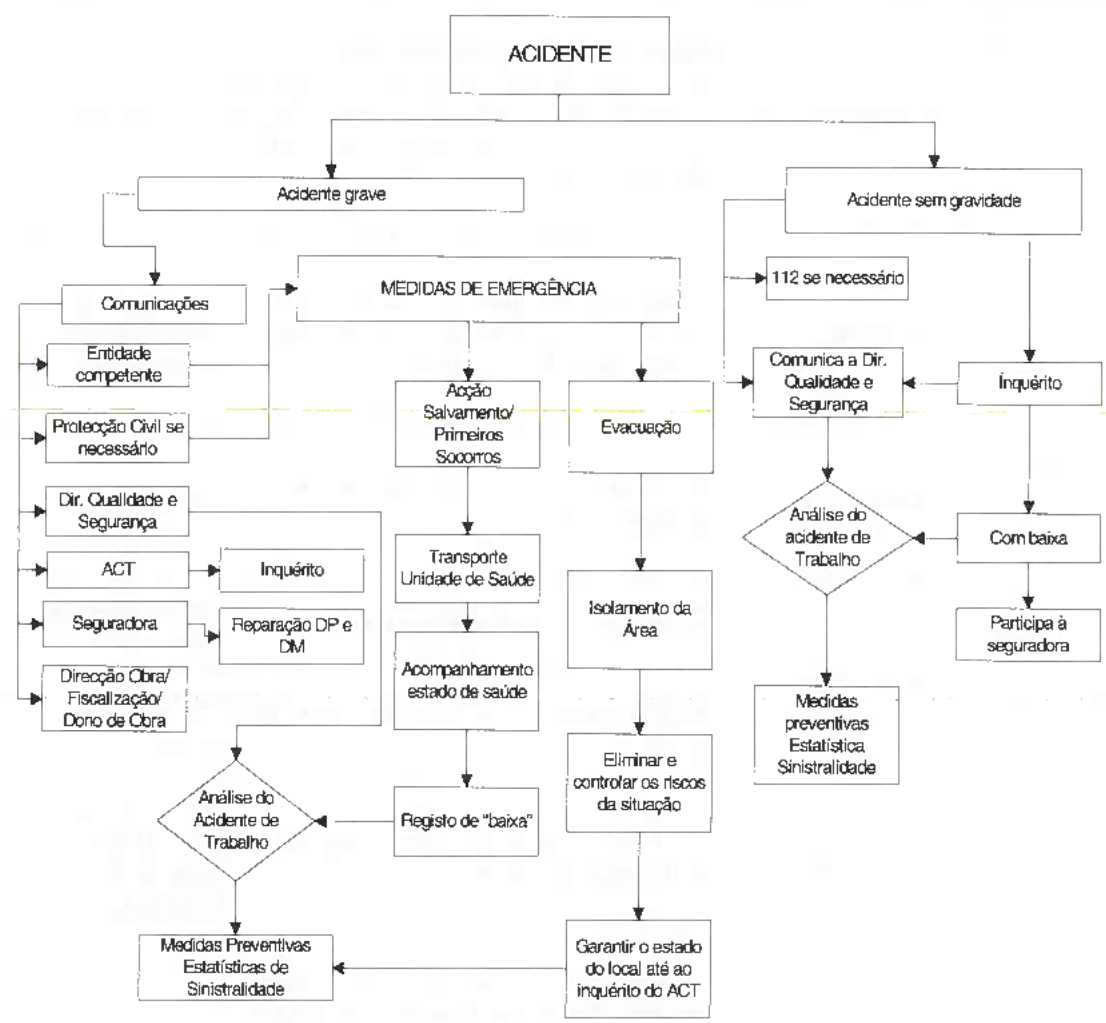 ACIDENTE
Acidente grave
Acidente sem gravidade
112 se necessário
MEDIDAS DE EMERGÊNCIA
Comunicações
Entidade
competente
Comunica a Dir.
Qualidade e
Segurança
Inquérito
Acção
Salvamento/
Primeiros
Socorros
Evacuação
Protecção Civil se
necessário
Dir. Qualidade e
Segurança
Análise do
acidente de
Trabalho
Com baixa
ACT
Inquérito
Transporte
Unidade de Saúde
Isolamento da
Área
Seguradora
Reparação DP e
DM
Participa à
seguradora
Direcção Obra/
Fiscalização/
Dono de Obra
Acompanhamento
estado de saúde
Medidas
preventivas
Estatística
Sinistralidade
Eliminar e
controlar os riscos
da situação
Análise do
Acidente de
Trabalho
Registo de "baixa"
Medidas Preventivas
Estatísticas de
Sinistralidade
Garantir o estado
do local até ao
inquérito do ACT